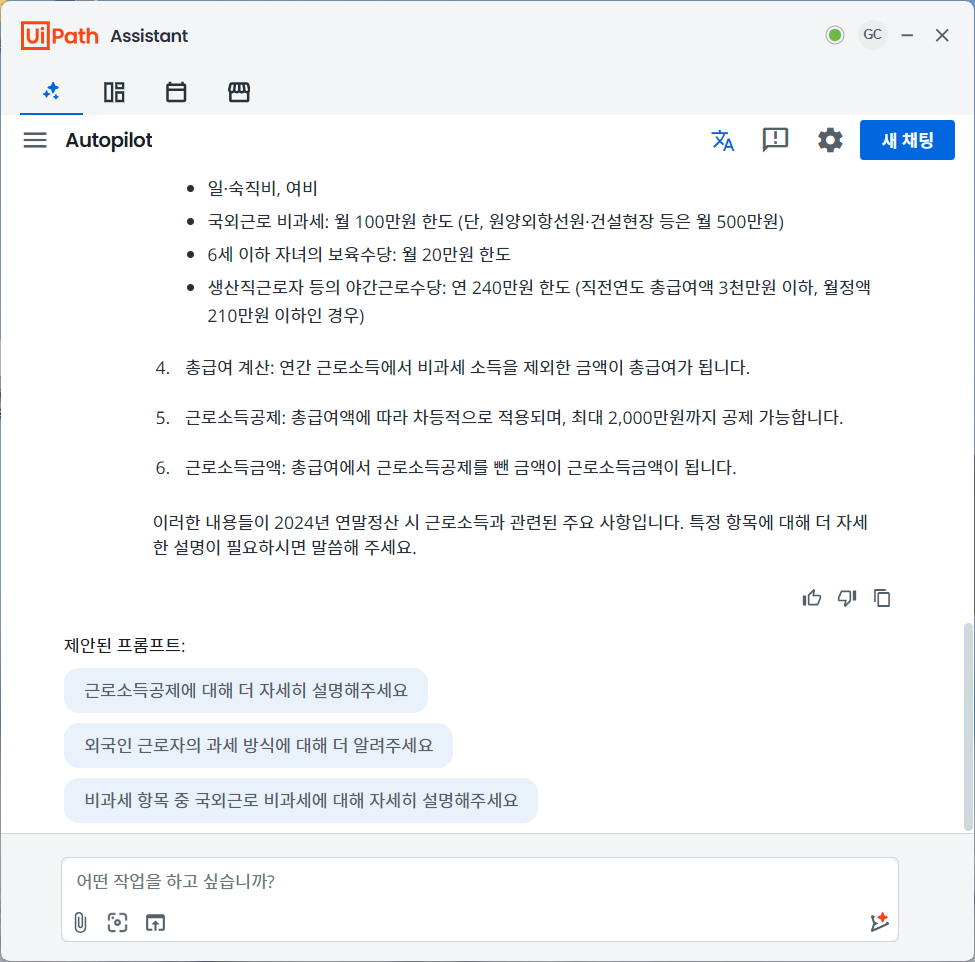 UiPath Assistant
GC
Autopilot
새 채팅
일·숙직비, 여비
국외근로 비과세: 월 100만원 한도 (단, 원양외항선원·건설현장 등은 월 500만원)
6세 이하 자녀의 보육수당: 월 20만원 한도
생산직근로자 등의 야간근로수당: 연 240만원 한도 (직전연도 총급여액 3천만원 이하, 월정액
210만원 이하인 경우)
4. 총급여 계산: 연간 근로소득에서 비과세 소득을 제외한 금액이 총급여가 됩니다.
5. 근로소득공제: 총급여액에 따라 차등적으로 적용되며, 최대 2,000만원까지 공제 가능합니다.
6. 근로소득금액: 총급여에서 근로소득공제를 뺀 금액이 근로소득금액이 됩니다.
이러한 내용들이 2024년 연말정산 시 근로소득과 관련된 주요 사항입니다. 특정 항목에 대해 더 자세
한 설명이 필요하시면 말씀해 주세요.
제안된 프롬프트:
근로소득공제에 대해 더 자세히 설명해주세요
외국인 근로자의 과세 방식에 대해 더 알려주세요
비과세 항목 중 국외근로 비과세에 대해 자세히 설명해주세요
어떤 작업을 하고 싶습니까?